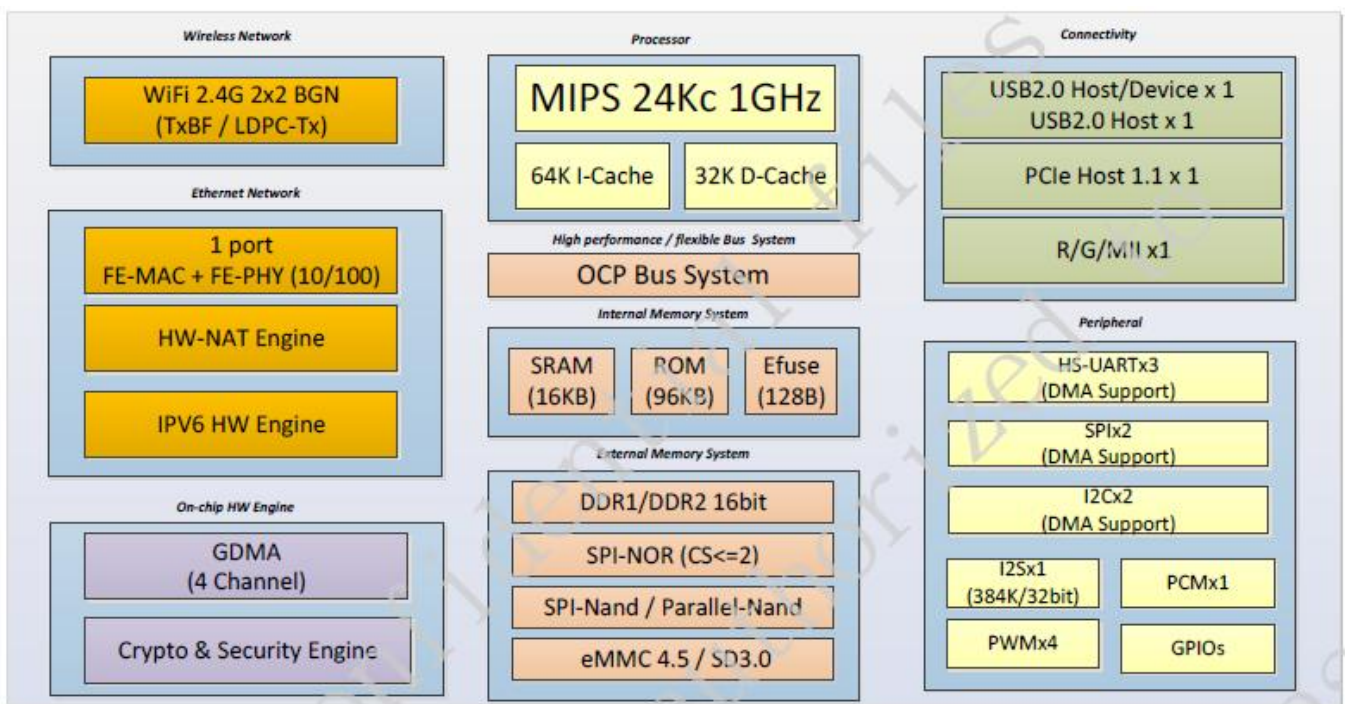 Wireless Network
WiFi 2.4G 2x2 BGN
(TxBF / LDPC-Tx)
Ethernet Network
1 port
FE-MAC + FE-PHY (10/100)
HW-NAT Engine
IPV6 HW Engine
On-chip HW Engine
GDMA
(4 Channel)
Crypto & Security Engine
Processor
MIPS 24Kc 1GHz
64K I-Cache
32K D-Cache
High performance / flexible Bus System
OCP Bus System
Internal Memory System
SRAM
(16KB)
ROM
(96KB)
Efuse
(128B)
External Memory System
DDR1/DDR2 16bit
SPI-NOR (CS<=2)
SPI-Nand / Parallel-Nand
eMMC 4.5 / SD3.0
Connectivity
USB2.0 Host/Device x 1
USB2.0 Host x 1
PCIe Host 1.1 x 1
R/G/MII x1
Peripheral
HS-UARTx3
(DMA Support)
SPIx2
(DMA Support)
I2Cx2
(DMA Support)
I2Sx1
(384K/32bit)
PCMx1
PWMx4
GPIOs
files
authorized to